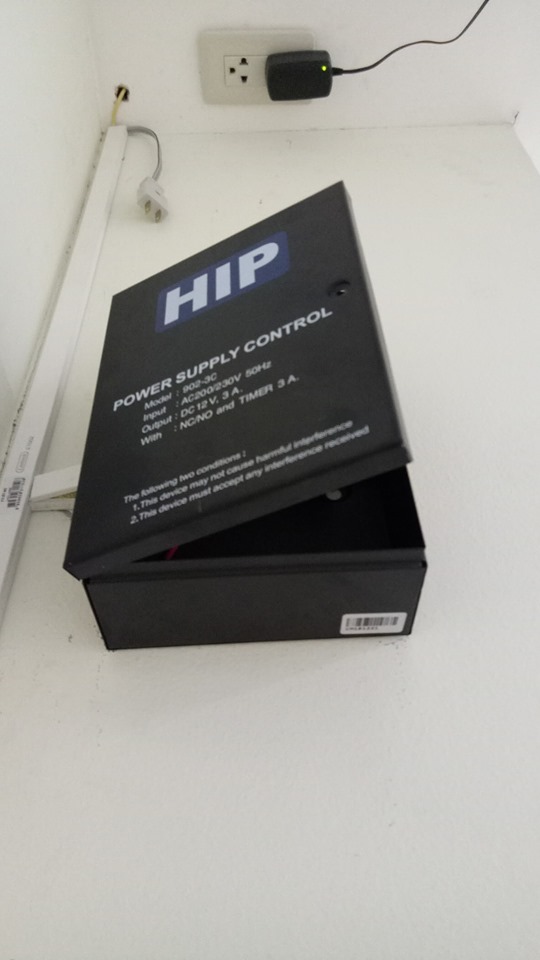 HIP
POWER SUPPLY CONTROL
Model : 902-3C
Input : AC200/230V 50Hz
Output : DC12V, 3 A.
With : NC/NO and TIMER 3 A.
The following two conditions :
1.This device may not cause harmful interference
2.This device must accept any interference received